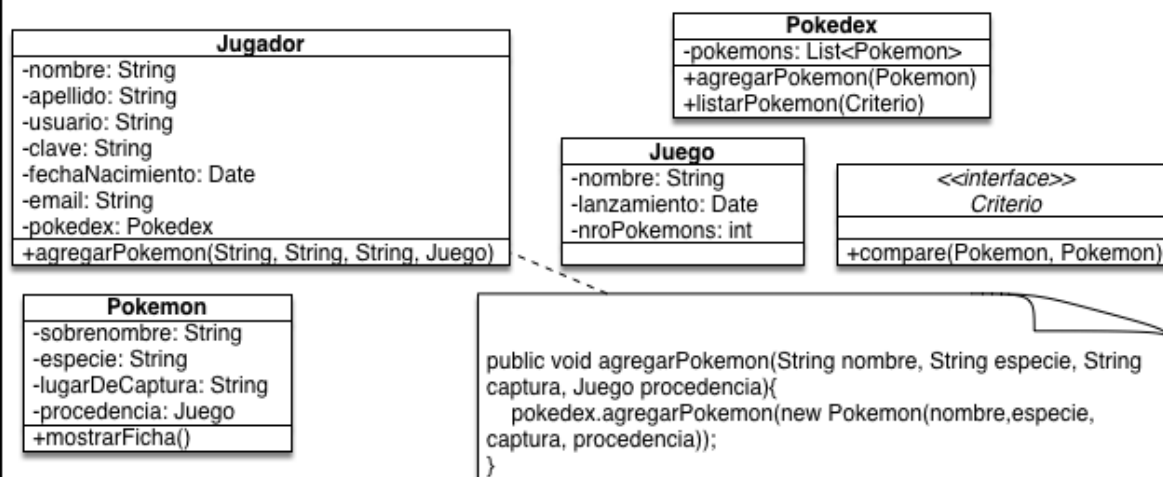 Jugador
-nombre: String
-apellido: String
-usuario: String
-clave: String
-fechaNacimiento: Date
-email: String
-pokedex: Pokedex
+agregarPokemon(String, String, String, Juego)
Pokedex
-pokemons: List<Pokemon>
+agregarPokemon(Pokemon)
+listarPokemon(Criterio)
Juego
-nombre: String
-lanzamiento: Date
-nroPokemons: int
<<interface>>
Criterio
+compare(Pokemon, Pokemon)
Pokemon
-sobrenombre: String
-especie: String
-lugarDeCaptura: String
-procedencia: Juego
+mostrarFicha()
public void agregarPokemon(String nombre, String especie, String
captura, Juego procedencia){
pokedex.agregarPokemon(new Pokemon(nombre,especie,
captura, procedencia));
}